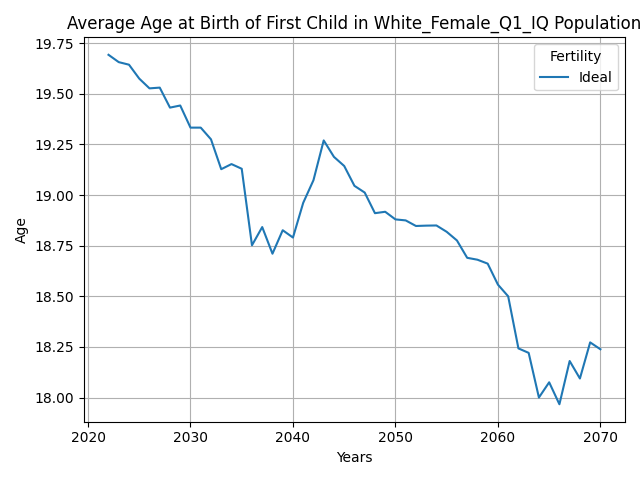 Average Age at Birth of First Child in White_Female_Q1_IQ Population
Fertility
Ideal
19.75
19.50
19.25
19.00
18.75
18.50
18.25
18.00
Age
2020
2030
2040
2050
2060
2070
Years